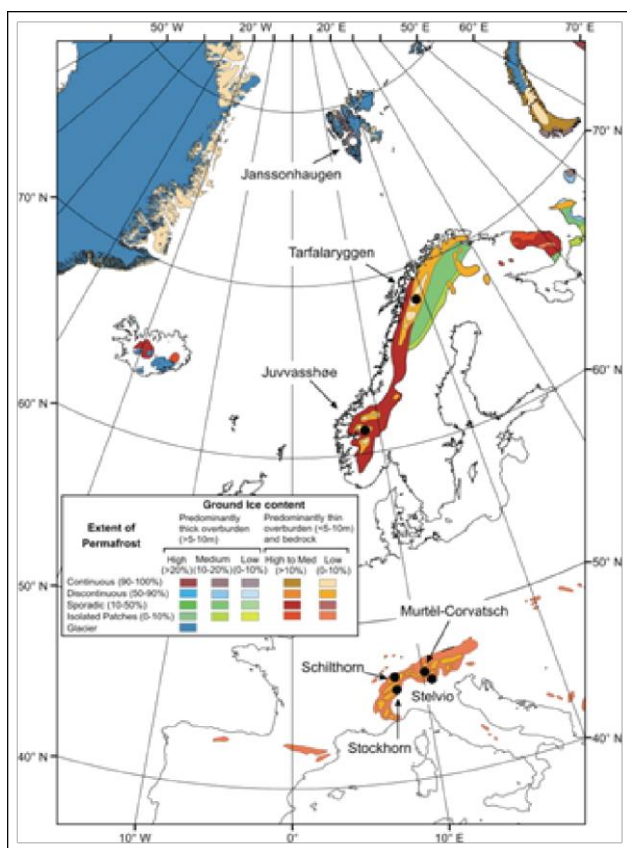 50° W 20° W 10° W 0° 20° E 50° E 60° E 70° E
Janssonhaugen
70° N
70° N
Tarfalaryggen
Juvvasshøe
60° N
60° N
Ground Ice content
Extent of Permafrost
Predominantly thick overburden (>5-10m)
Predominantly thin overburden (<5-10m) and bedrock
High (>20%) Medium (10-20%) Low (0-10%) High to Med (>10%) Low (0-10%)
Continuous (90-100%)
Discontinuous (50-90%)
Sporadic (10-50%)
Isolated Patches (0-10%)
Glacier
50° N
50° N
Murtèl-Corvatsch
Schilthorn
Stelvio
Stockhorn
40° N
40° N
10° W 0° 10° E